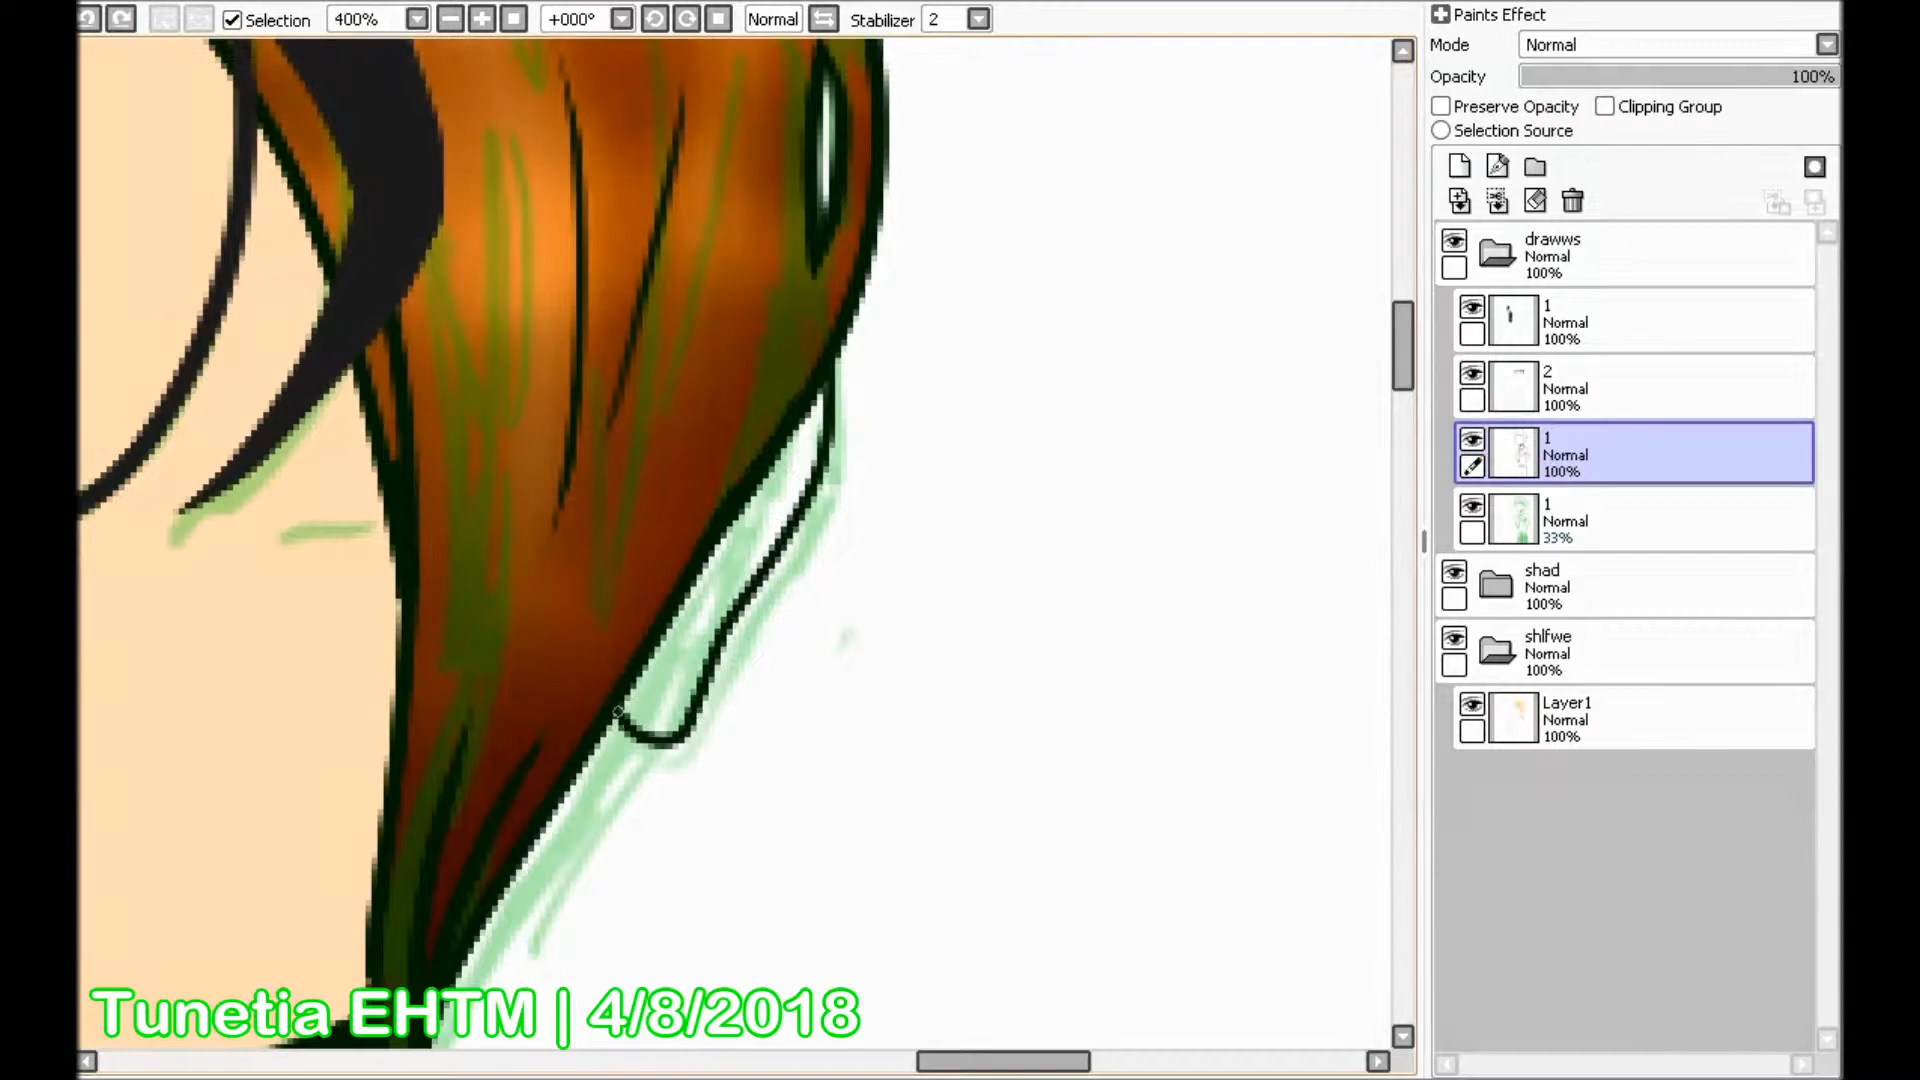 Selection 400% +000° Normal Stabilizer 2
Paints Effect
Mode Normal
Opacity 100%
Preserve Opacity Clipping Group
Selection Source
drawws
Normal
100%
1
Normal
100%
2
Normal
100%
1
Normal
100%
1
Normal
33%
shad
Normal
100%
shlfwe
Normal
100%
Layer1
Normal
100%
Tunetia EHTM | 4/8/2018